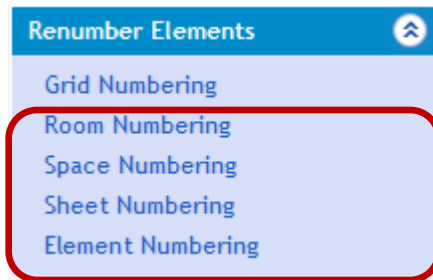 Renumber Elements
Grid Numbering
Room Numbering
Space Numbering
Sheet Numbering
Element Numbering